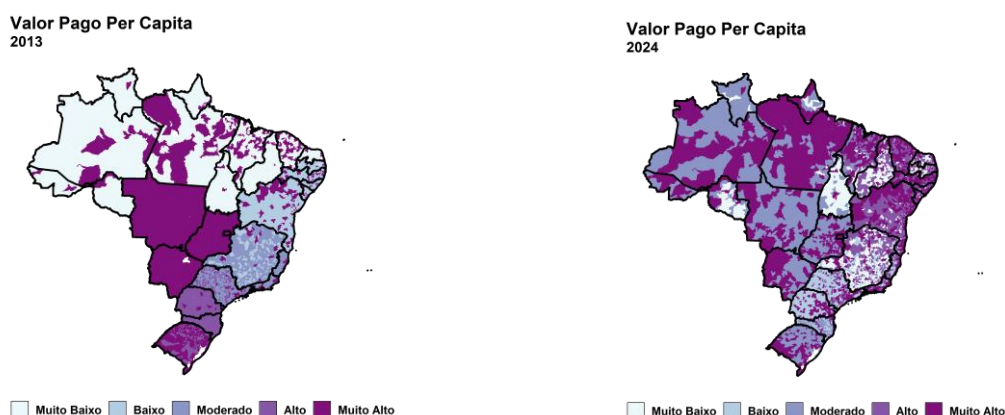 Valor Pago Per Capita
2013
Muito Baixo Baixo Moderado Alto Muito Alto
Valor Pago Per Capita
2024
Muito Baixo Baixo Moderado Alto Muito Alto